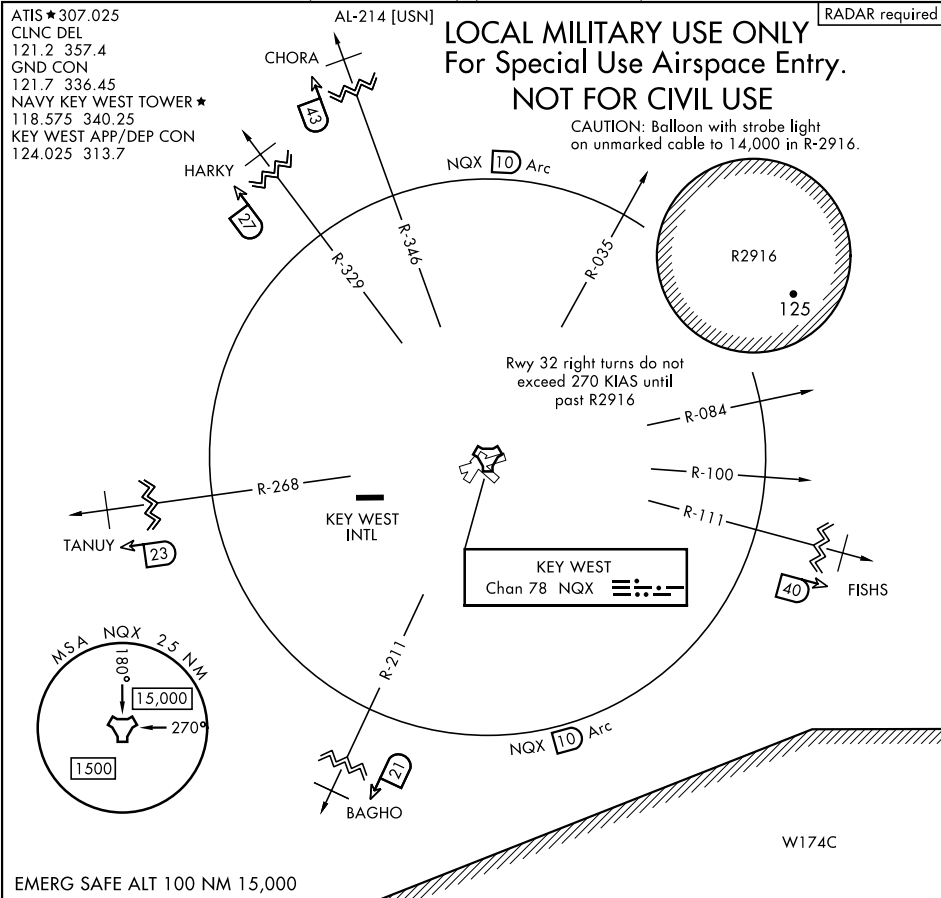 ATIS★307.025
CLNC DEL
121.2 357.4
GND CON
121.7 336.45
NAVY KEY WEST TOWER★
118.575 340.25
KEY WEST APP/DEP CON
124.025 313.7
AL-214 [USN]
RADAR required
LOCAL MILITARY USE ONLY
For Special Use Airspace Entry.
NOT FOR CIVIL USE
CAUTION: Balloon with strobe light
on unmarked cable to 14,000 in R-2916.
CHORA
43
HARKY
27
NQX 10 Arc
R-346
R-329
R-035
R2916
125
Rwy 32 right turns do not
exceed 270 KIAS until
past R2916
R-084
R-100
R-111
R-268
KEY WEST
INTL
TANUY
23
KEY WEST
Chan 78 NQX
40
FISHS
R-211
MSA NQX 25 NM
180°
15,000
270°
1500
NQX 10 Arc
21
BAGHO
W174C
EMERG SAFE ALT 100 NM 15,000